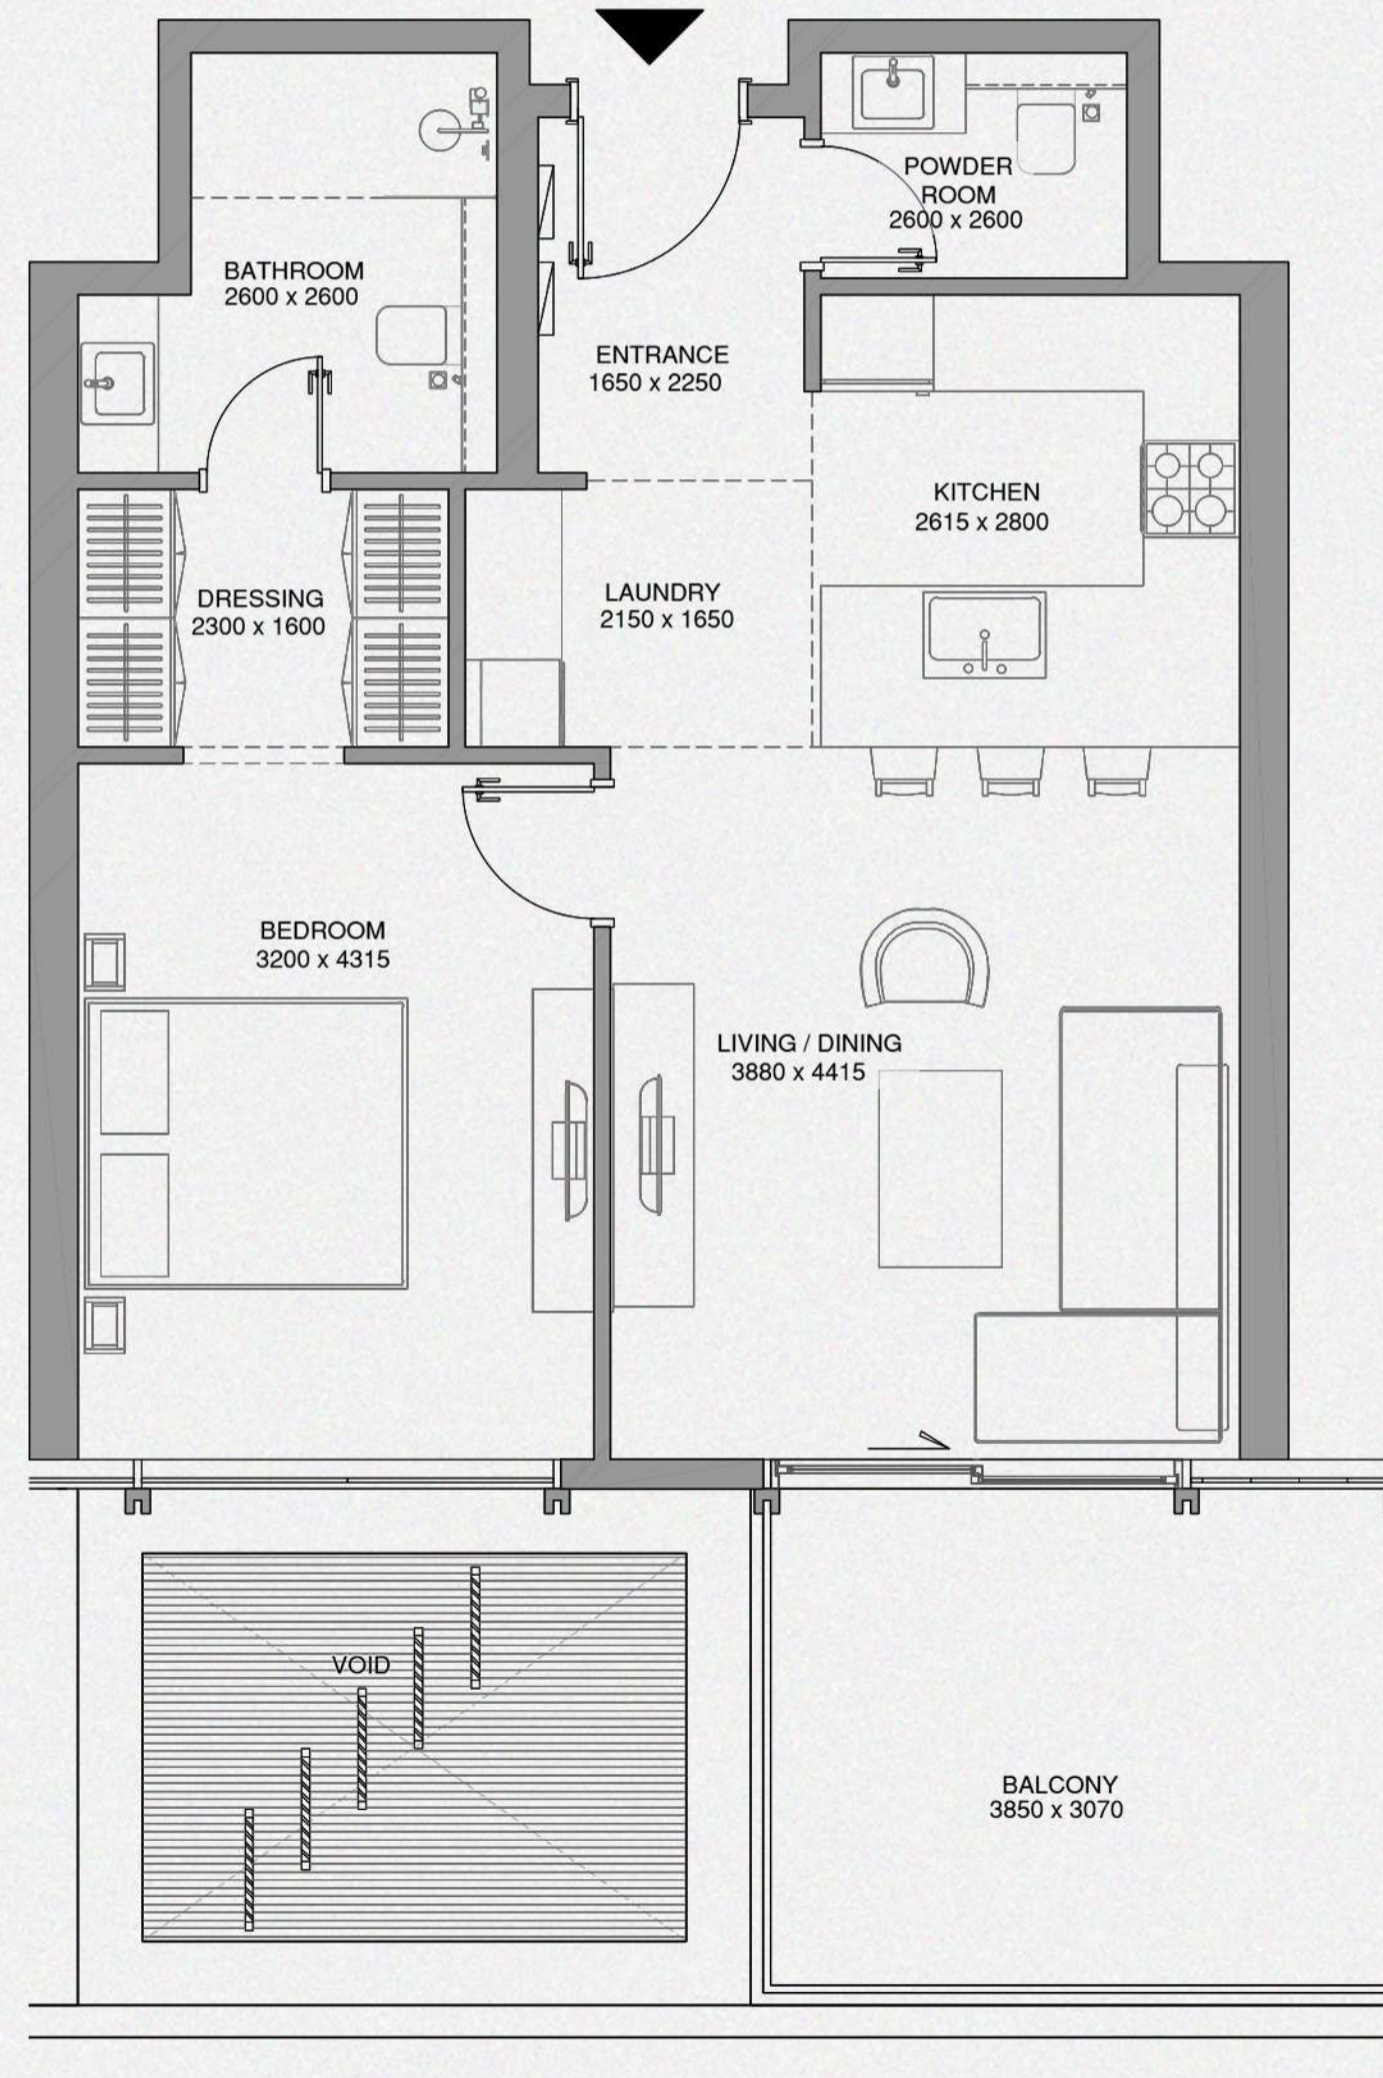 POWDER
ROOM
2600 x 2600
BATHROOM
2600 x 2600
ENTRANCE
1650 x 2250
KITCHEN
2615 x 2800
DRESSING
2300 x 1600
LAUNDRY
2150 x 1650
BEDROOM
3200 x 4315
LIVING / DINING
3880 x 4415
VOID
BALCONY
3850 x 3070